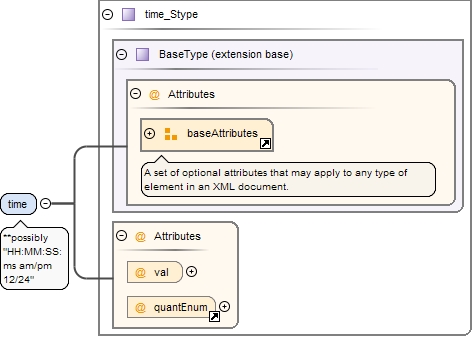 time_Stype
BaseType (extension base)
@ Attributes
baseAttributes
A set of optional attributes that may apply to any type of
element in an XML document.
time
**possibly
"HH:MM:SS:
ms am/pm
12/24"
@ Attributes
@ val
@ quantEnum